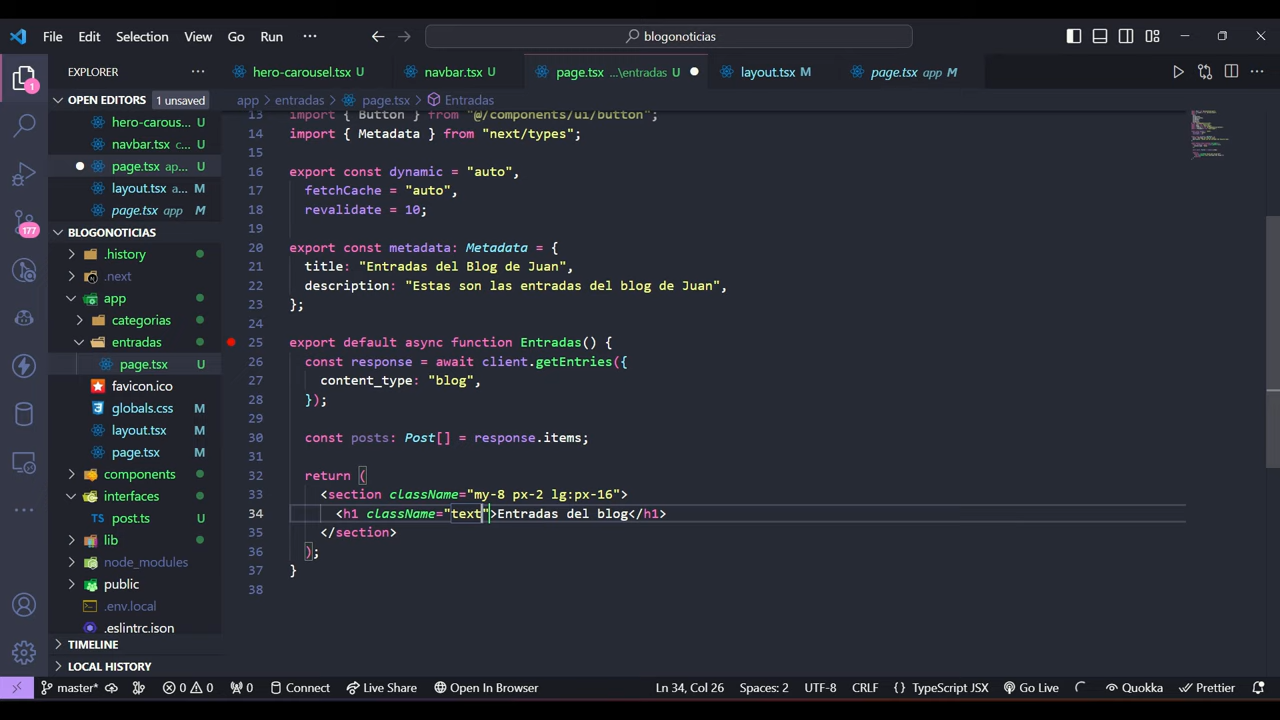 File Edit Selection View Go Run ··· blogonoticias
EXPLORER ···
hero-carousel.tsx U navbar.tsx U page.tsx ...\entradas U layout.tsx M page.tsx app M ···
OPEN EDITORS 1 unsaved
app entradas page.tsx Entradas
hero-carous... U
navbar.tsx c... U
page.tsx ap... U
layout.tsx a... M
page.tsx app M
BLOGONOTICIAS
.history
.next
app
categorias
entradas
page.tsx U
favicon.ico
globals.css M
layout.tsx M
page.tsx M
components
interfaces
TS post.ts U
lib
node_modules
public
.env.local
.eslintrc.json
TIMELINE
LOCAL HISTORY
1
177
13 import { Button } from "@/components/ui/button";
14 import { Metadata } from "next/types";
15
16 export const dynamic = "auto",
17 fetchCache = "auto",
18 revalidate = 10;
19
20 export const metadata: Metadata = {
21 title: "Entradas del Blog de Juan",
22 description: "Estas son las entradas del blog de Juan",
23 };
24
25 export default async function Entradas() {
26 const response = await client.getEntries({
27 content_type: "blog",
28 });
29
30 const posts: Post[] = response.items;
31
32 return (
33 <section className="my-8 px-2 lg:px-16">
34 <h1 className="text">Entradas del blog</h1>
35 </section>
36 );
37 }
38
master* 0 0 0 Connect Live Share Open In Browser Ln 34, Col 26 Spaces: 2 UTF-8 CRLF {} TypeScript JSX Go Live Quokka Prettier